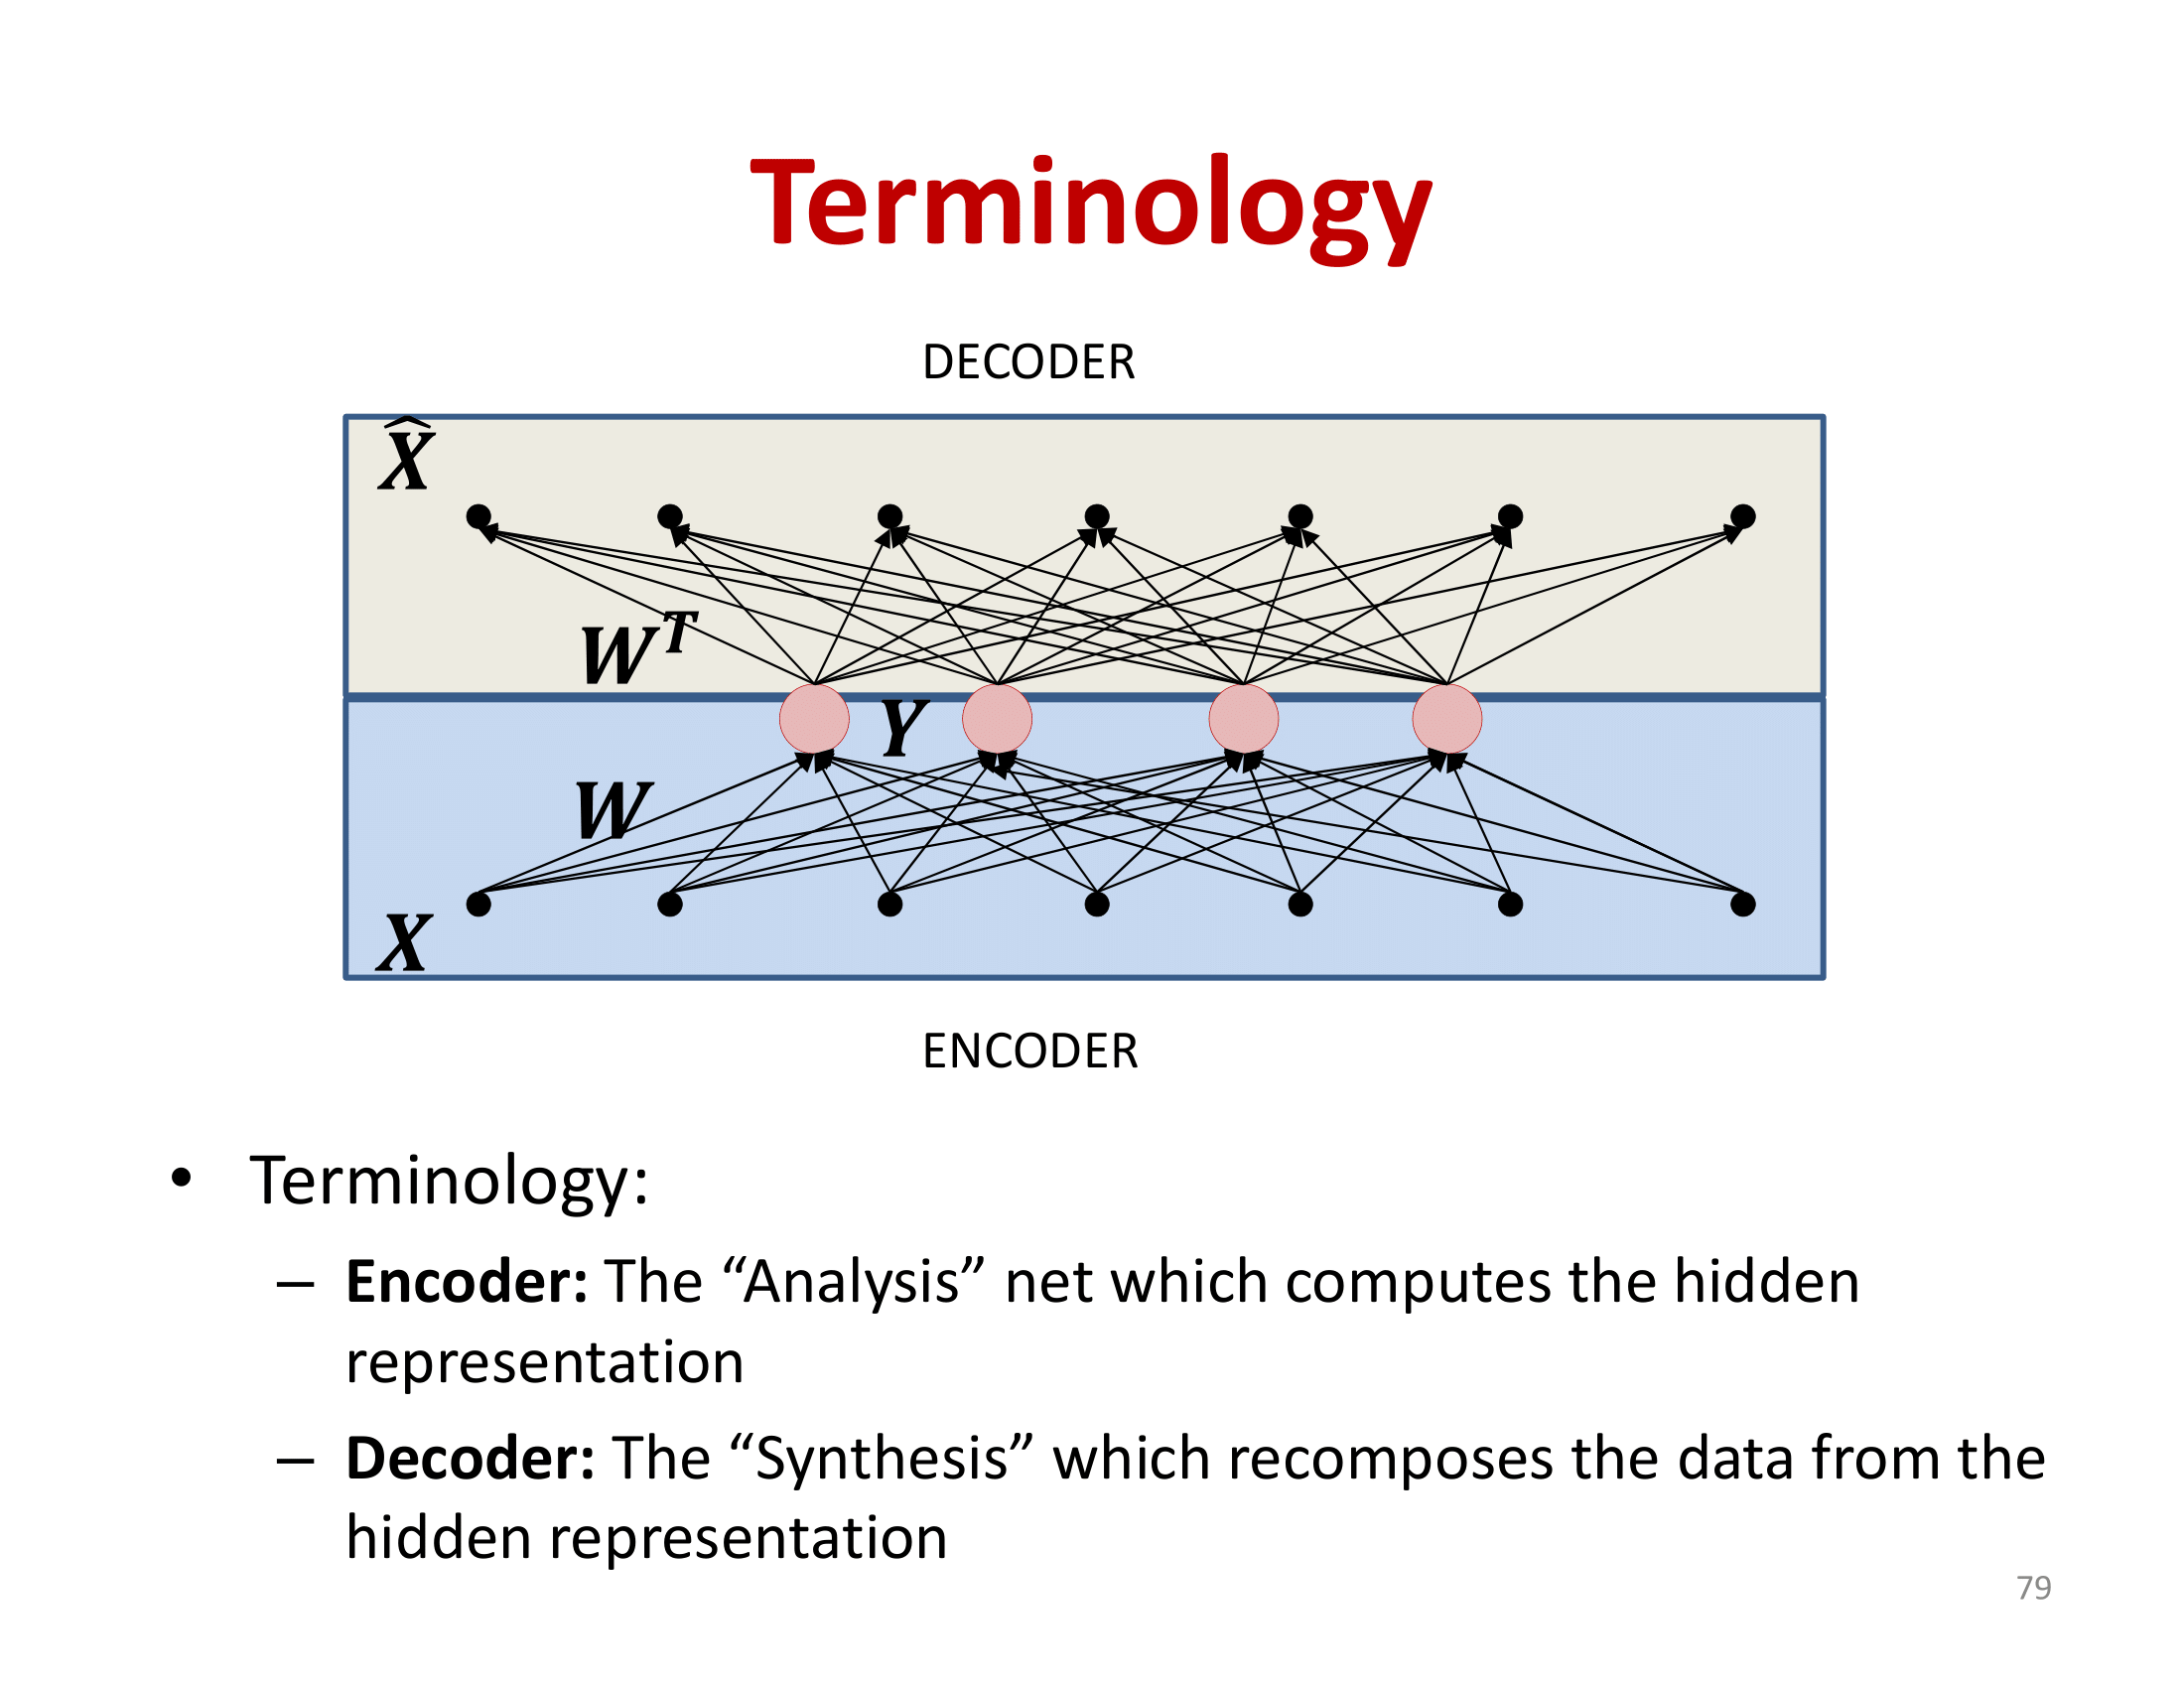 Terminology
DECODER
X̂
Wᵀ
Y
W
X
ENCODER
• Terminology:
– Encoder: The “Analysis” net which computes the hidden
representation
– Decoder: The “Synthesis” which recomposes the data from the
hidden representation
79